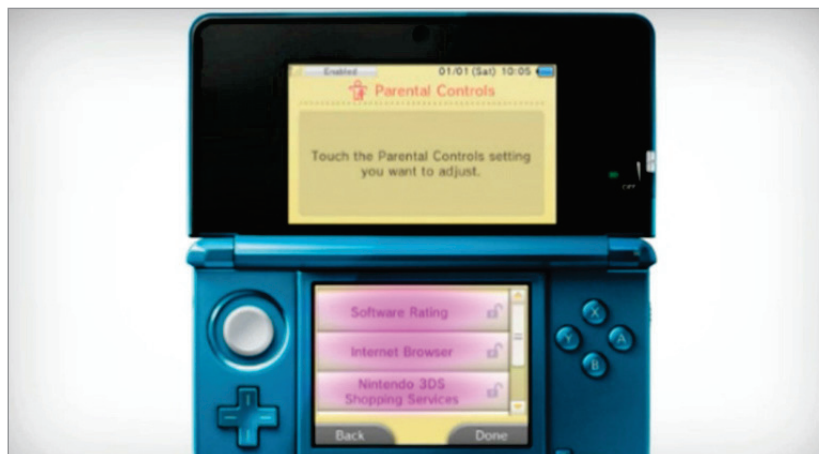 Enabled
01/01 (Sat) 10:05
Parental Controls
Touch the Parental Controls setting
you want to adjust.
Software Rating
Internet Browser
Nintendo 3DS
Shopping Services
Back
Done
X
Y
A
B